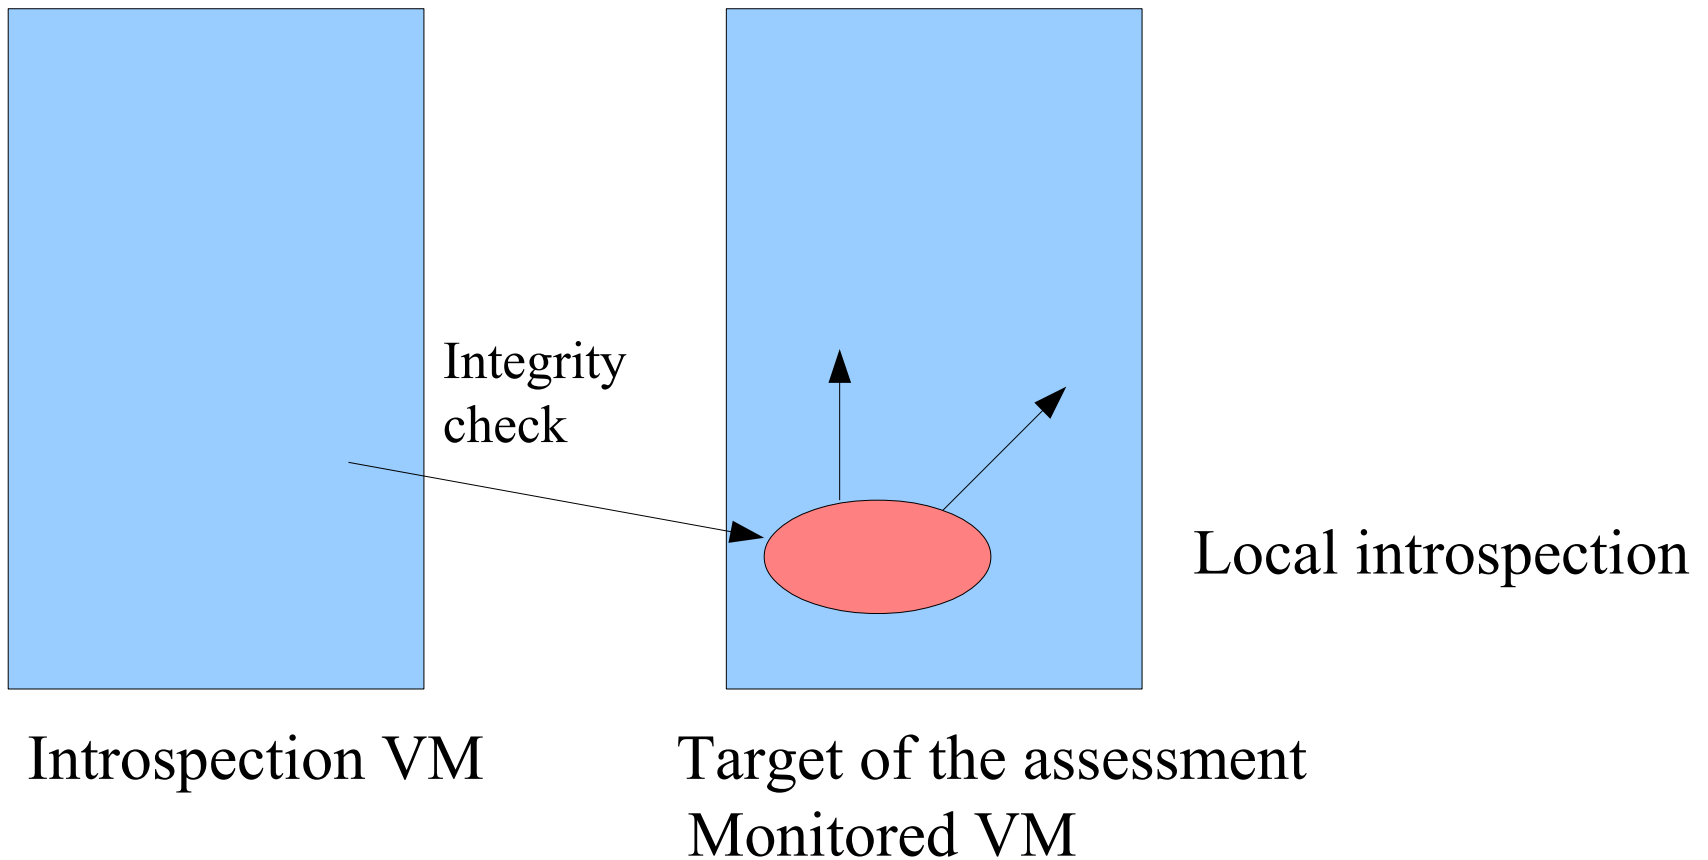 Integrity
check
Local introspection
Introspection VM
Target of the assessment
Monitored VM